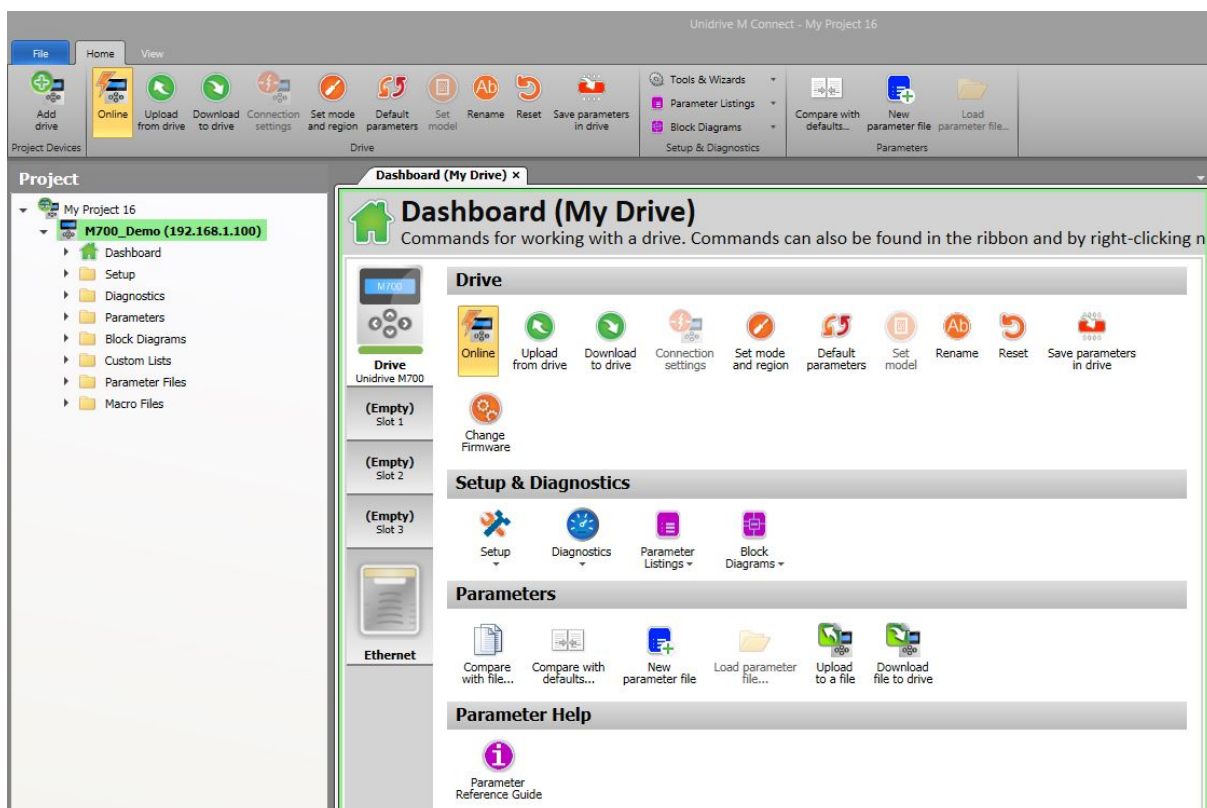 Unidrive M Connect - My Project 16
File Home View
Add drive
Online
Upload from drive
Download to drive
Connection settings
Set mode and region
Default parameters
Set model
Ab
Rename
Reset
Save parameters in drive
Tools & Wizards
Parameter Listings
Block Diagrams
Compare with defaults...
New parameter file
Load parameter file...
Project Devices
Drive
Setup & Diagnostics
Parameters
Project
My Project 16
M700_Demo (192.168.1.100)
Dashboard
Setup
Diagnostics
Parameters
Block Diagrams
Custom Lists
Parameter Files
Macro Files
Dashboard (My Drive) ×
Dashboard (My Drive)
Commands for working with a drive. Commands can also be found in the ribbon and by right-clicking n
M700
Drive
Unidrive M700
(Empty)
Slot 1
(Empty)
Slot 2
(Empty)
Slot 3
Ethernet
Drive
Online
Upload from drive
Download to drive
Connection settings
Set mode and region
Default parameters
Set model
Ab
Rename
Reset
Save parameters in drive
Change Firmware
Setup & Diagnostics
Setup
Diagnostics
Parameter Listings
Block Diagrams
Parameters
Compare with file...
Compare with defaults...
New parameter file
Load parameter file...
Upload to a file
Download file to drive
Parameter Help
Parameter Reference Guide